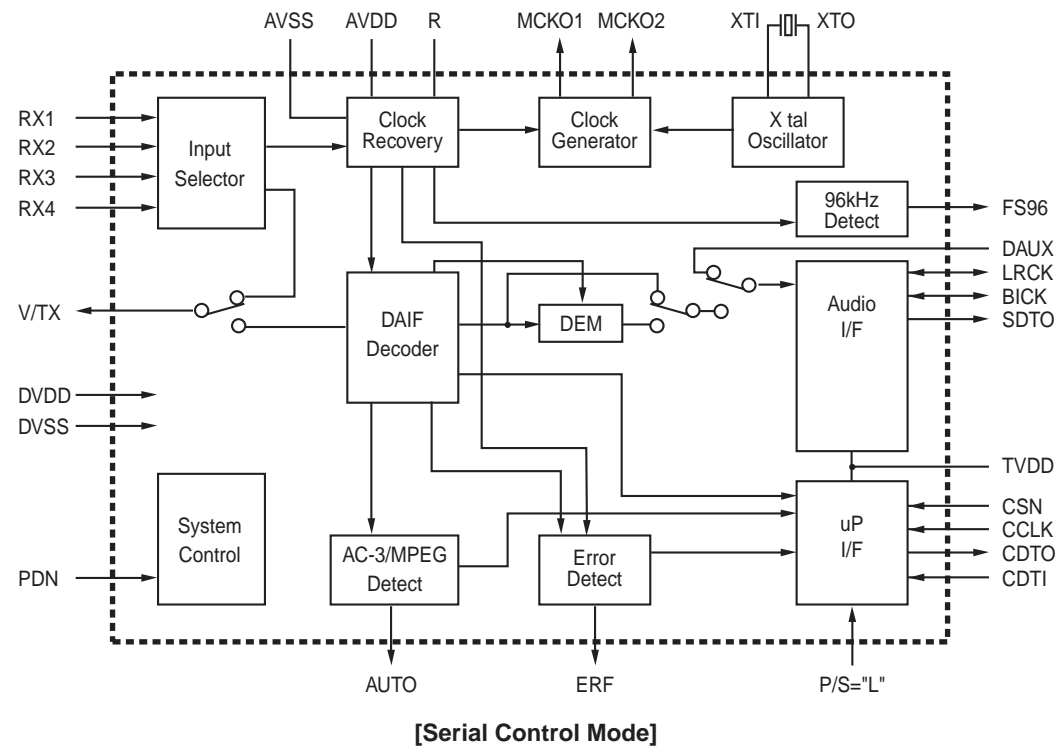 AVSS AVDD R MCKO1 MCKO2 XTI XTO
RX1
RX2
RX3
RX4
Input
Selector
Clock
Recovery
Clock
Generator
X tal
Oscillator
96kHz
Detect
FS96
DAUX
LRCK
BICK
SDTO
V/TX
DAIF
Decoder
DEM
Audio
I/F
DVDD
DVSS
TVDD
System
Control
PDN
AC-3/MPEG
Detect
Error
Detect
uP
I/F
CSN
CCLK
CDTO
CDTI
AUTO ERF P/S="L"
[Serial Control Mode]